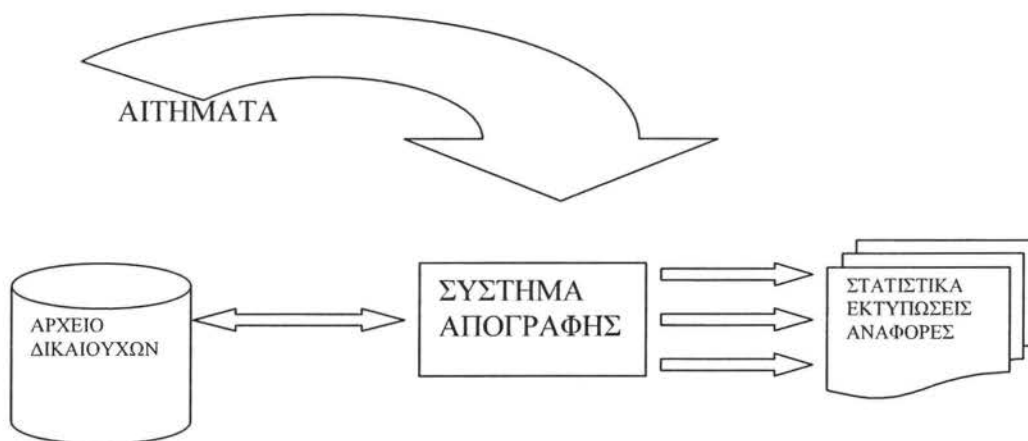 ΑΙΤΗΜΑΤΑ
ΑΡΧΕΙΟ
ΔΙΚΑΙΟΥΧΩΝ
ΣΥΣΤΗΜΑ
ΑΠΟΓΡΑΦΗΣ
ΣΤΑΤΙΣΤΙΚΑ
ΕΚΤΥΠΩΣΕΙΣ
ΑΝΑΦΟΡΕΣ